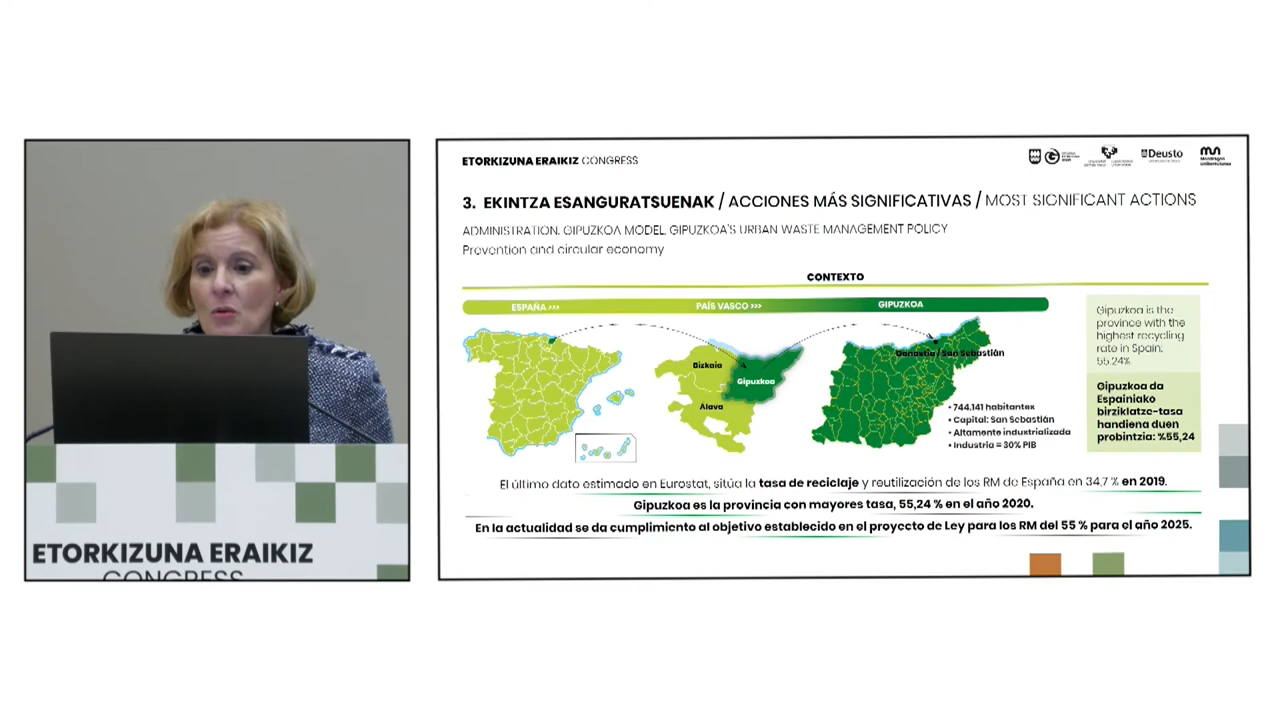 ETORKIZUNA ERAIKIZ
CONGRESS
ETORKIZUNA ERAIKIZ CONGRESS
Deusto
3. EKINTZA ESANGURATSUENAK / ACCIONES MÁS SIGNIFICATIVAS / MOST SIGNIFICANT ACTIONS
ADMINISTRATION. GIPUZKOA MODEL, GIPUZKOA'S URBAN WASTE MANAGEMENT POLICY
Prevention and circular economy
CONTEXTO
ESPAÑA >>>
PAÍS VASCO >>>
GIPUZKOA
Bizkaia
Gipuzkoa
Álava
Donostia / San Sebastián
• 744.141 habitantes
• Capital: San Sebastián
• Altamente industrializada
• Industria = 30% PIB
Gipuzkoa is the
province with the
highest recycling
rate in Spain:
55.24%
Gipuzkoa da
Espainiako
birziklatze-tasa
handiena duen
probintzia: %55,24
El último dato estimado en Eurostat, sitúa la tasa de reciclaje y reutilización de los RM de España en 34,7 % en 2019.
Gipuzkoa es la provincia con mayores tasa, 55,24 % en el año 2020.
En la actualidad se da cumplimiento al objetivo establecido en el proyecto de Ley para los RM del 55 % para el año 2025.